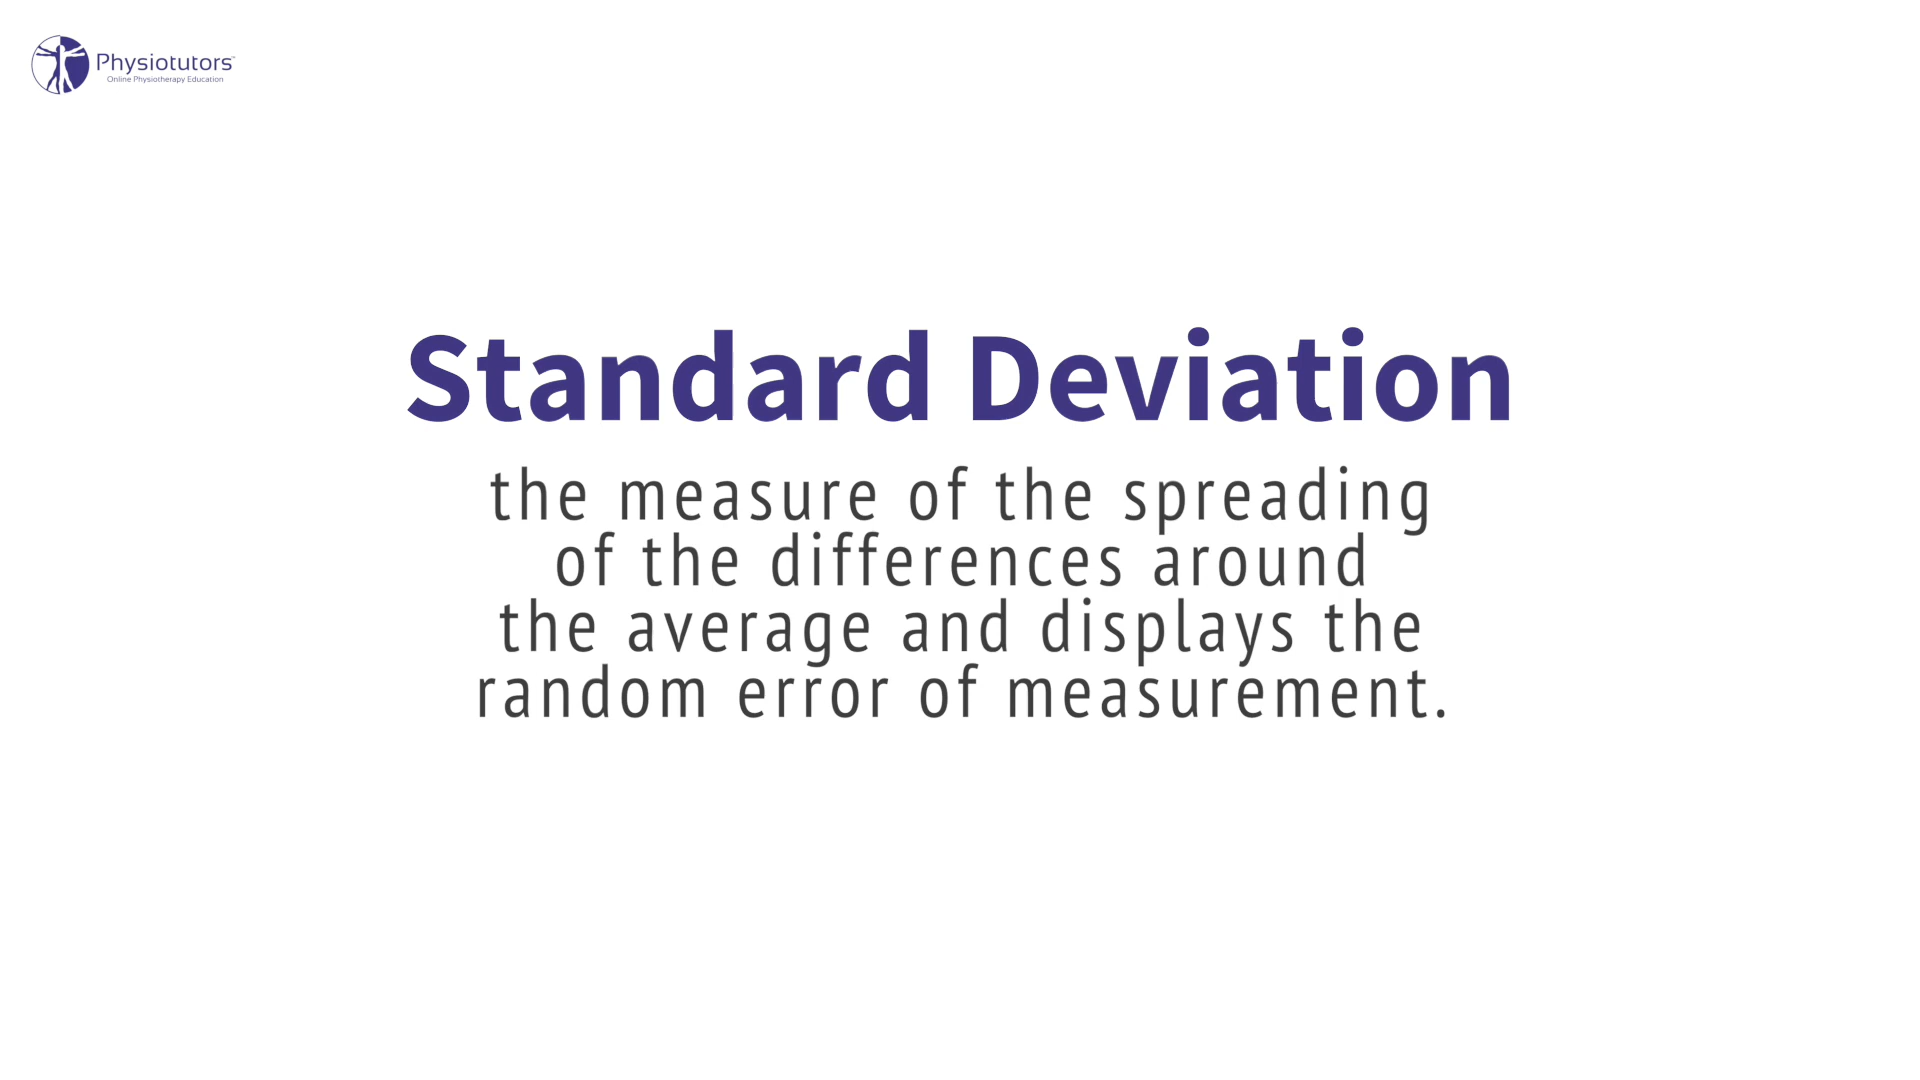 Physiotutors™
Online Physiotherapy Education
Standard Deviation
the measure of the spreading
of the differences around
the average and displays the
random error of measurement.